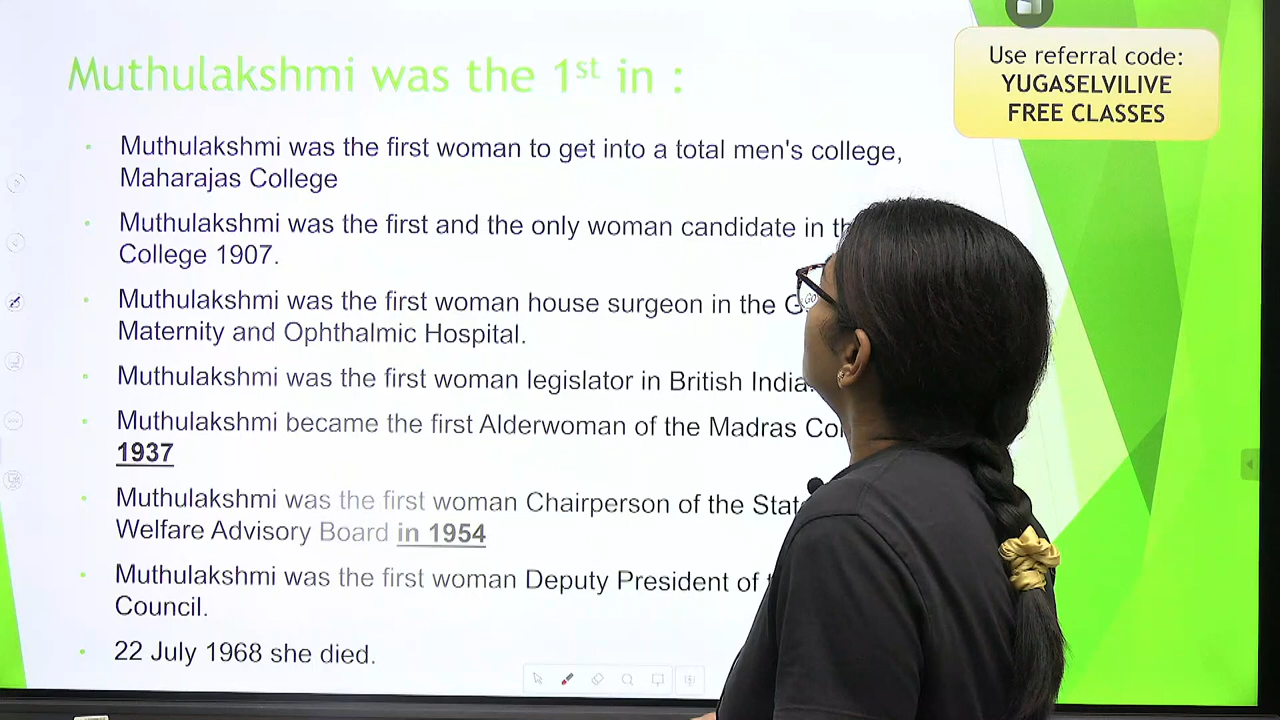 Muthulakshmi was the 1st in :
Use referral code:
YUGASELVILIVE
FREE CLASSES
Muthulakshmi was the first woman to get into a total men's college,
Maharajas College
Muthulakshmi was the first and the only woman candidate in
College 1907.
Muthulakshmi was the first woman house surgeon in the
Maternity and Ophthalmic Hospital.
Muthulakshmi was the first woman legislator in British India.
Muthulakshmi became the first Alderwoman of the Madras
1937
Muthulakshmi was the first woman Chairperson of the
Welfare Advisory Board in 1954
Muthulakshmi was the first woman Deputy President of
Council.
22 July 1968 she died.